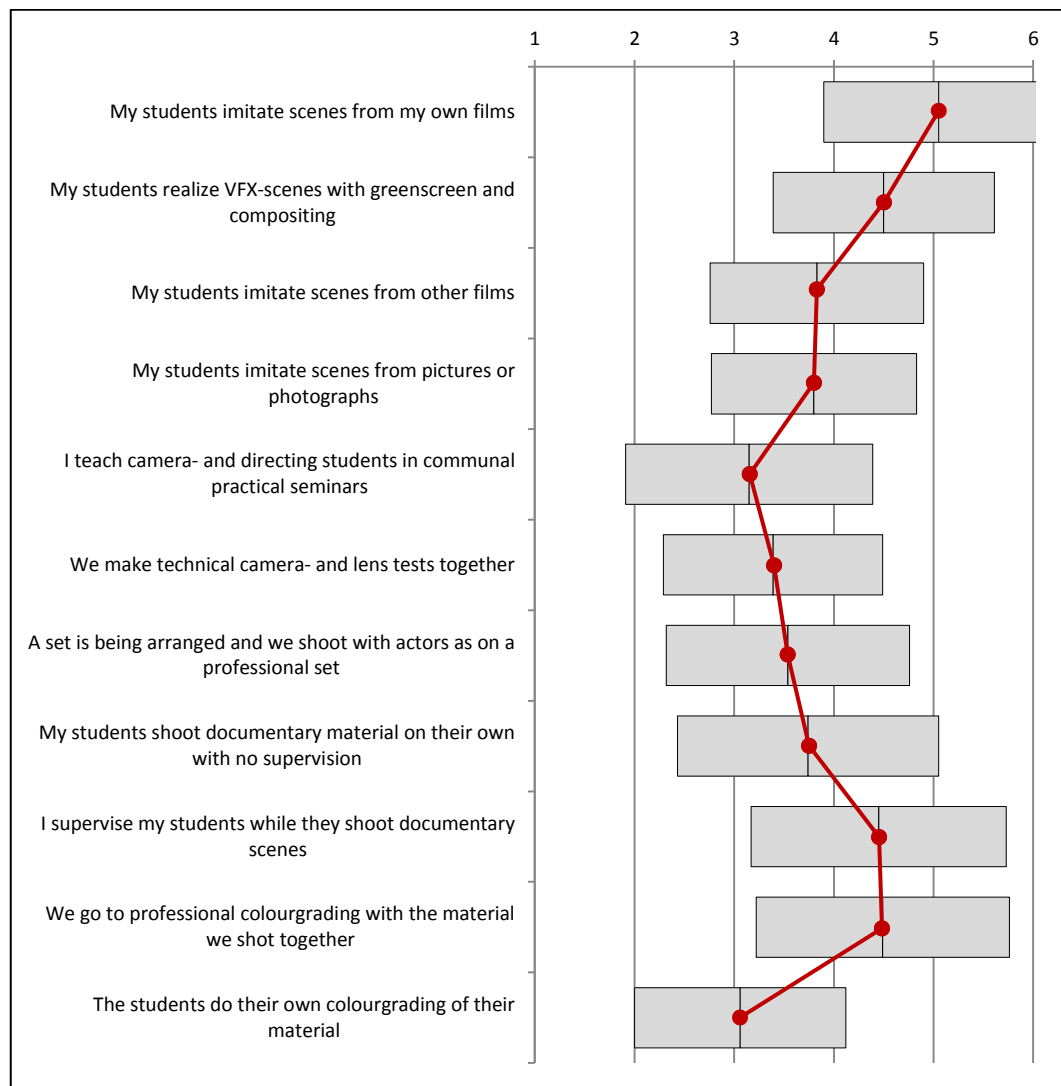 1 2 3 4 5 6
My students imitate scenes from my own films
My students realize VFX-scenes with greenscreen and
compositing
My students imitate scenes from other films
My students imitate scenes from pictures or
photographs
I teach camera- and directing students in communal
practical seminars
We make technical camera- and lens tests together
A set is being arranged and we shoot with actors as on a
professional set
My students shoot documentary material on their own
with no supervision
I supervise my students while they shoot documentary
scenes
We go to professional colourgrading with the material
we shot together
The students do their own colourgrading of their
material